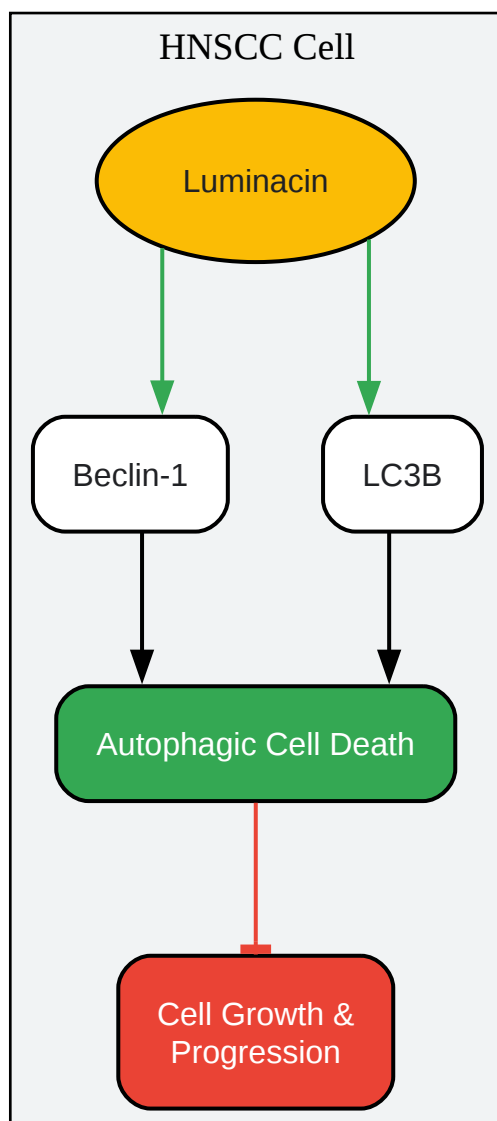 HNSCC Cell
Luminacin
Beclin-1
LC3B
Autophagic Cell Death
Cell Growth &
Progression